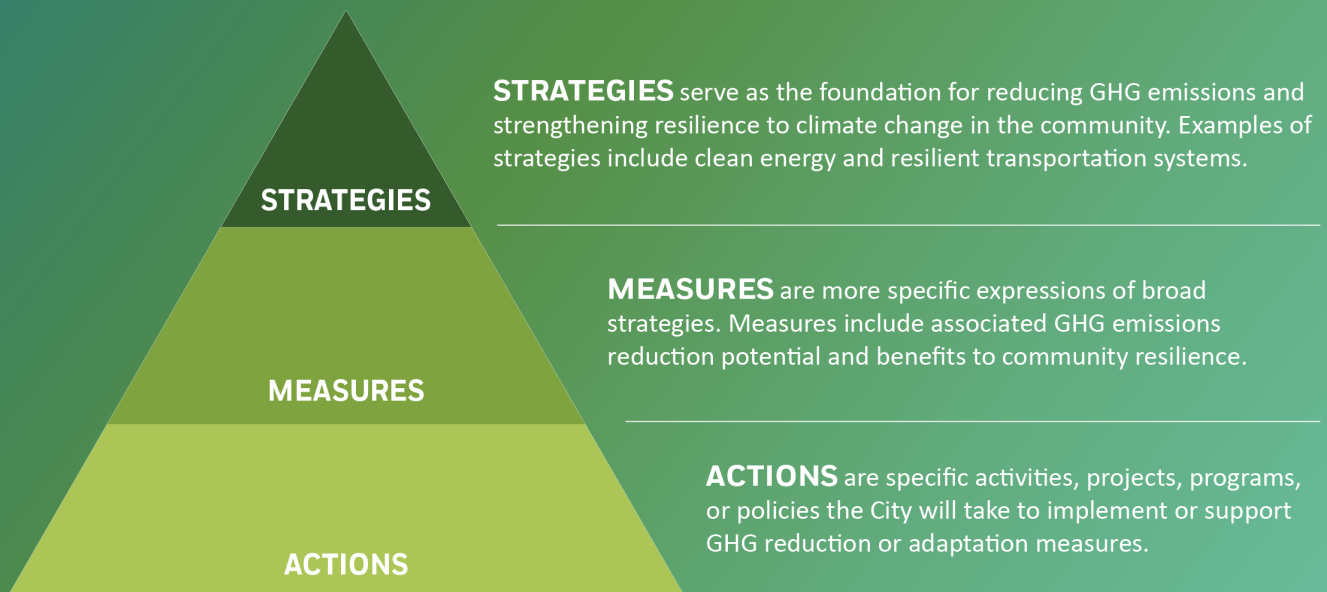 STRATEGIES serve as the foundation for reducing GHG emissions and
strengthening resilience to climate change in the community. Examples of
strategies include clean energy and resilient transportation systems.
STRATEGIES
MEASURES are more specific expressions of broad
strategies. Measures include associated GHG emissions
reduction potential and benefits to community resilience.
MEASURES
ACTIONS are specific activities, projects, programs,
or policies the City will take to implement or support
GHG reduction or adaptation measures.
ACTIONS